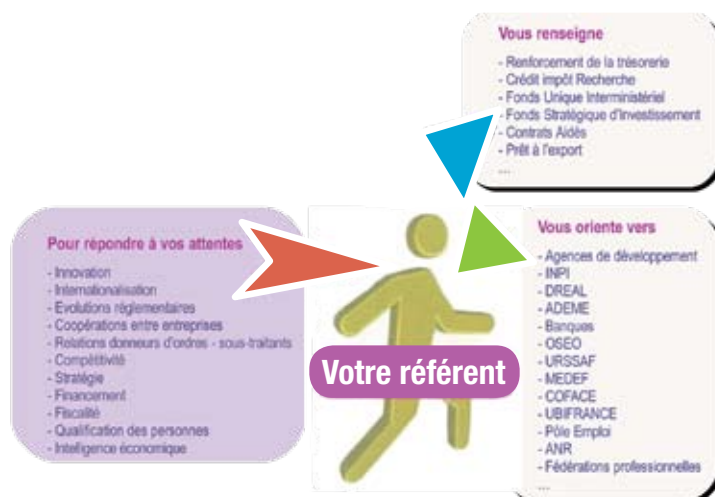 Vous renseigne
- Renforcement de la trésorerie
- Crédit impôt Recherche
- Fonds Unique Interministériel
- Fonds Stratégique d'Investissement
- Contrats Aidés
- Prêt à l'export
...
Pour répondre à vos attentes
- Innovation
- Internationalisation
- Evolutions réglementaires
- Coopérations entre entreprises
- Relations donneurs d'ordres - sous-traitants
- Compétitivité
- Stratégie
- Financement
- Fiscalité
- Qualification des personnes
- Intelligence économique
Votre référent
Vous oriente vers
- Agences de développement
- INPI
- DREAL
- ADEME
- Banques
- OSEO
- URSSAF
- MEDEF
- COFACE
- UBIFRANCE
- Pôle Emploi
- ANR
- Fédérations professionnelles
...